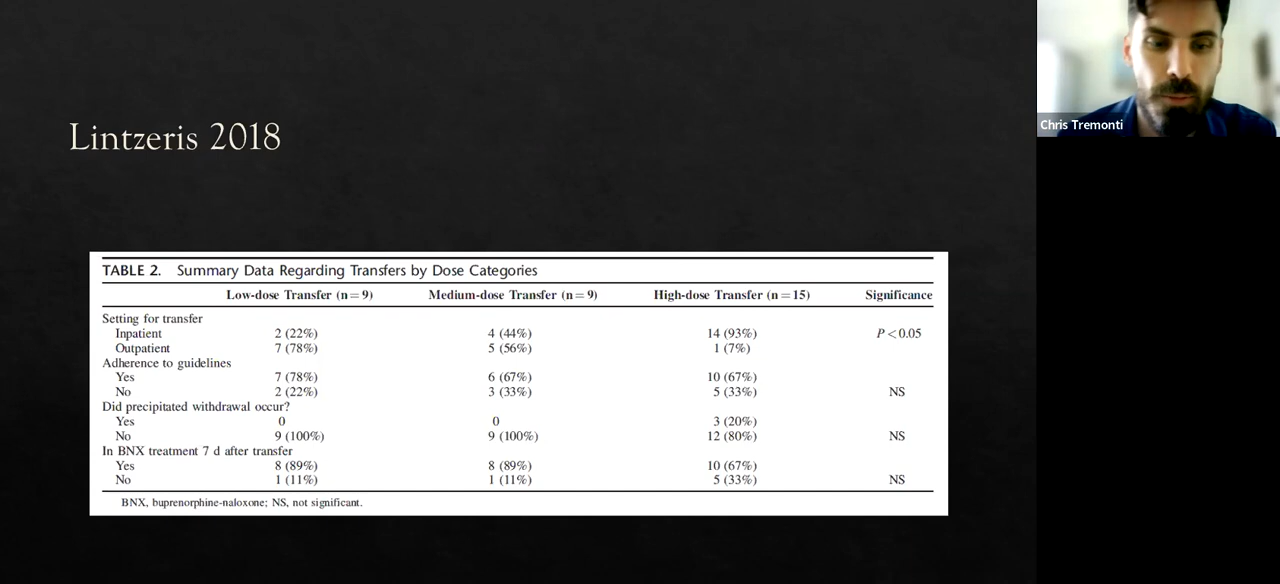 Lintzeris 2018
Chris Tremonti
TABLE 2. Summary Data Regarding Transfers by Dose Categories
Low-dose Transfer (n=9) Medium-dose Transfer (n=9) High-dose Transfer (n=15) Significance
Setting for transfer
Inpatient 2 (22%) 4 (44%) 14 (93%) P<0.05
Outpatient 7 (78%) 5 (56%) 1 (7%)
Adherence to guidelines
Yes 7 (78%) 6 (67%) 10 (67%)
No 2 (22%) 3 (33%) 5 (33%) NS
Did precipitated withdrawal occur?
Yes 0 0 3 (20%)
No 9 (100%) 9 (100%) 12 (80%) NS
In BNX treatment 7 d after transfer
Yes 8 (89%) 8 (89%) 10 (67%)
No 1 (11%) 1 (11%) 5 (33%) NS
BNX, buprenorphine-naloxone; NS, not significant.